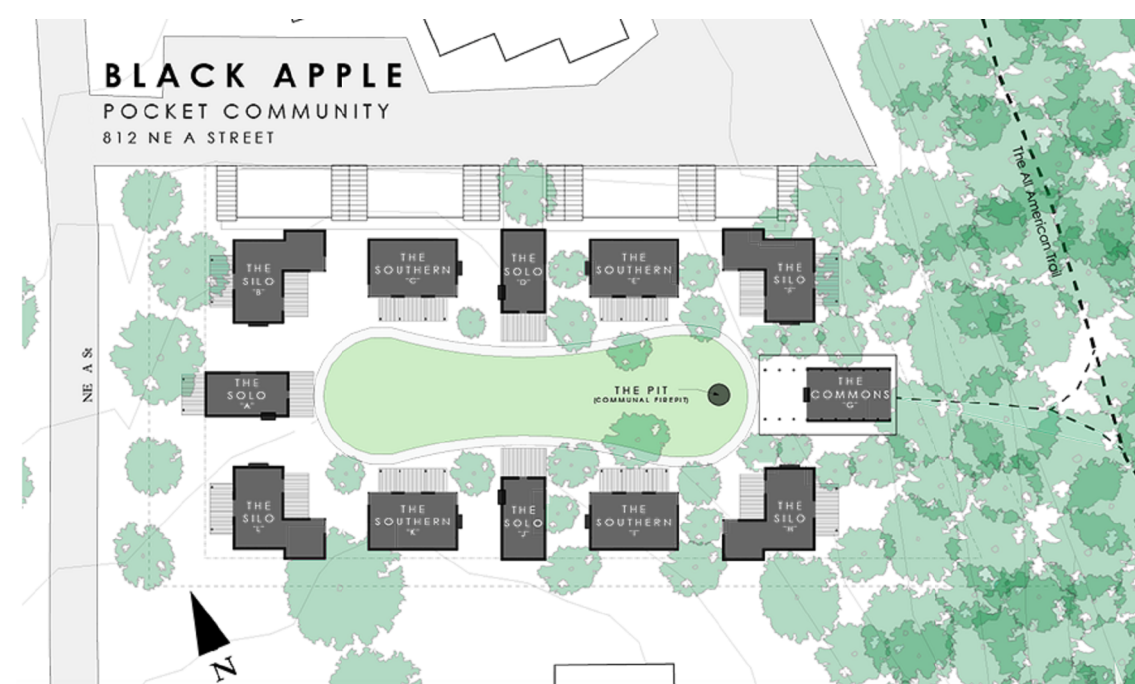 BLACK APPLE
POCKET COMMUNITY
812 NE A STREET
The All American Trail
THE
SILO
"B"
THE
SOUTHERN
"C"
THE
SOLO
"D"
THE
SOUTHERN
"E"
THE
SILO
"F"
NE A St
THE
SOLO
"A"
THE PIT
(COMMUNAL FIREPIT)
THE
COMMONS
"G"
THE
SILO
"L"
THE
SOUTHERN
"K"
THE
SOLO
"J"
THE
SOUTHERN
"I"
THE
SILO
"H"
N